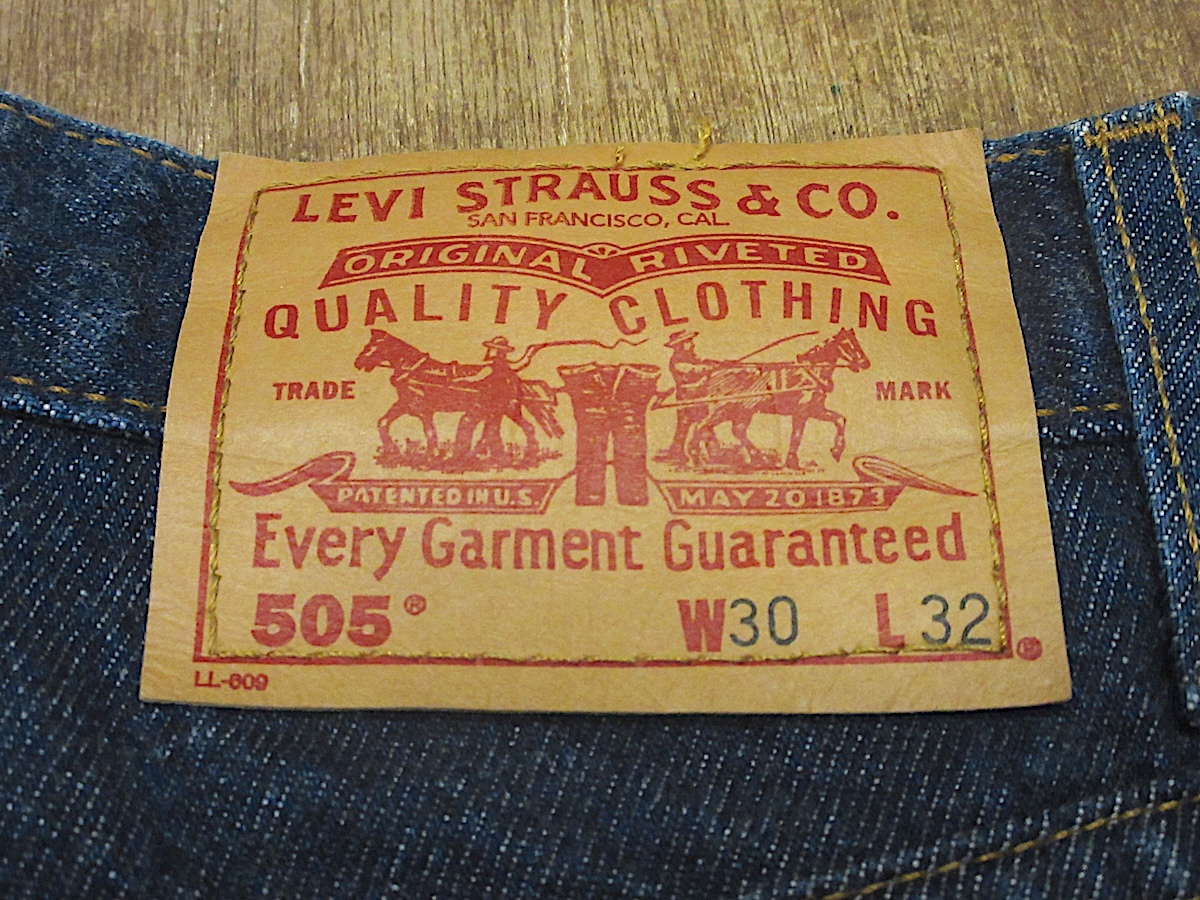 LEVI STRAUSS & CO.
SAN FRANCISCO, CAL.
ORIGINAL RIVETED
QUALITY CLOTHING
TRADE MARK
PATENTED IN U.S. MAY 20 1873
Every Garment Guaranteed
505® W30 L32
®
LL-609